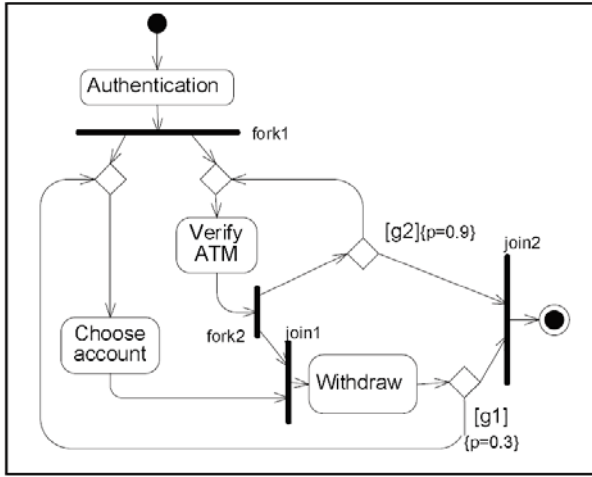 Authentication
fork1
Verify
ATM
[g2]{p=0.9}
join2
fork2
join1
Choose
account
Withdraw
[g1]
{p=0.3}